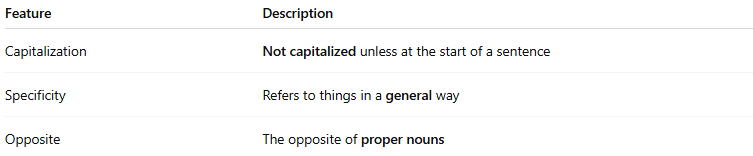 Feature Description
Capitalization Not capitalized unless at the start of a sentence
Specificity Refers to things in a general way
Opposite The opposite of proper nouns